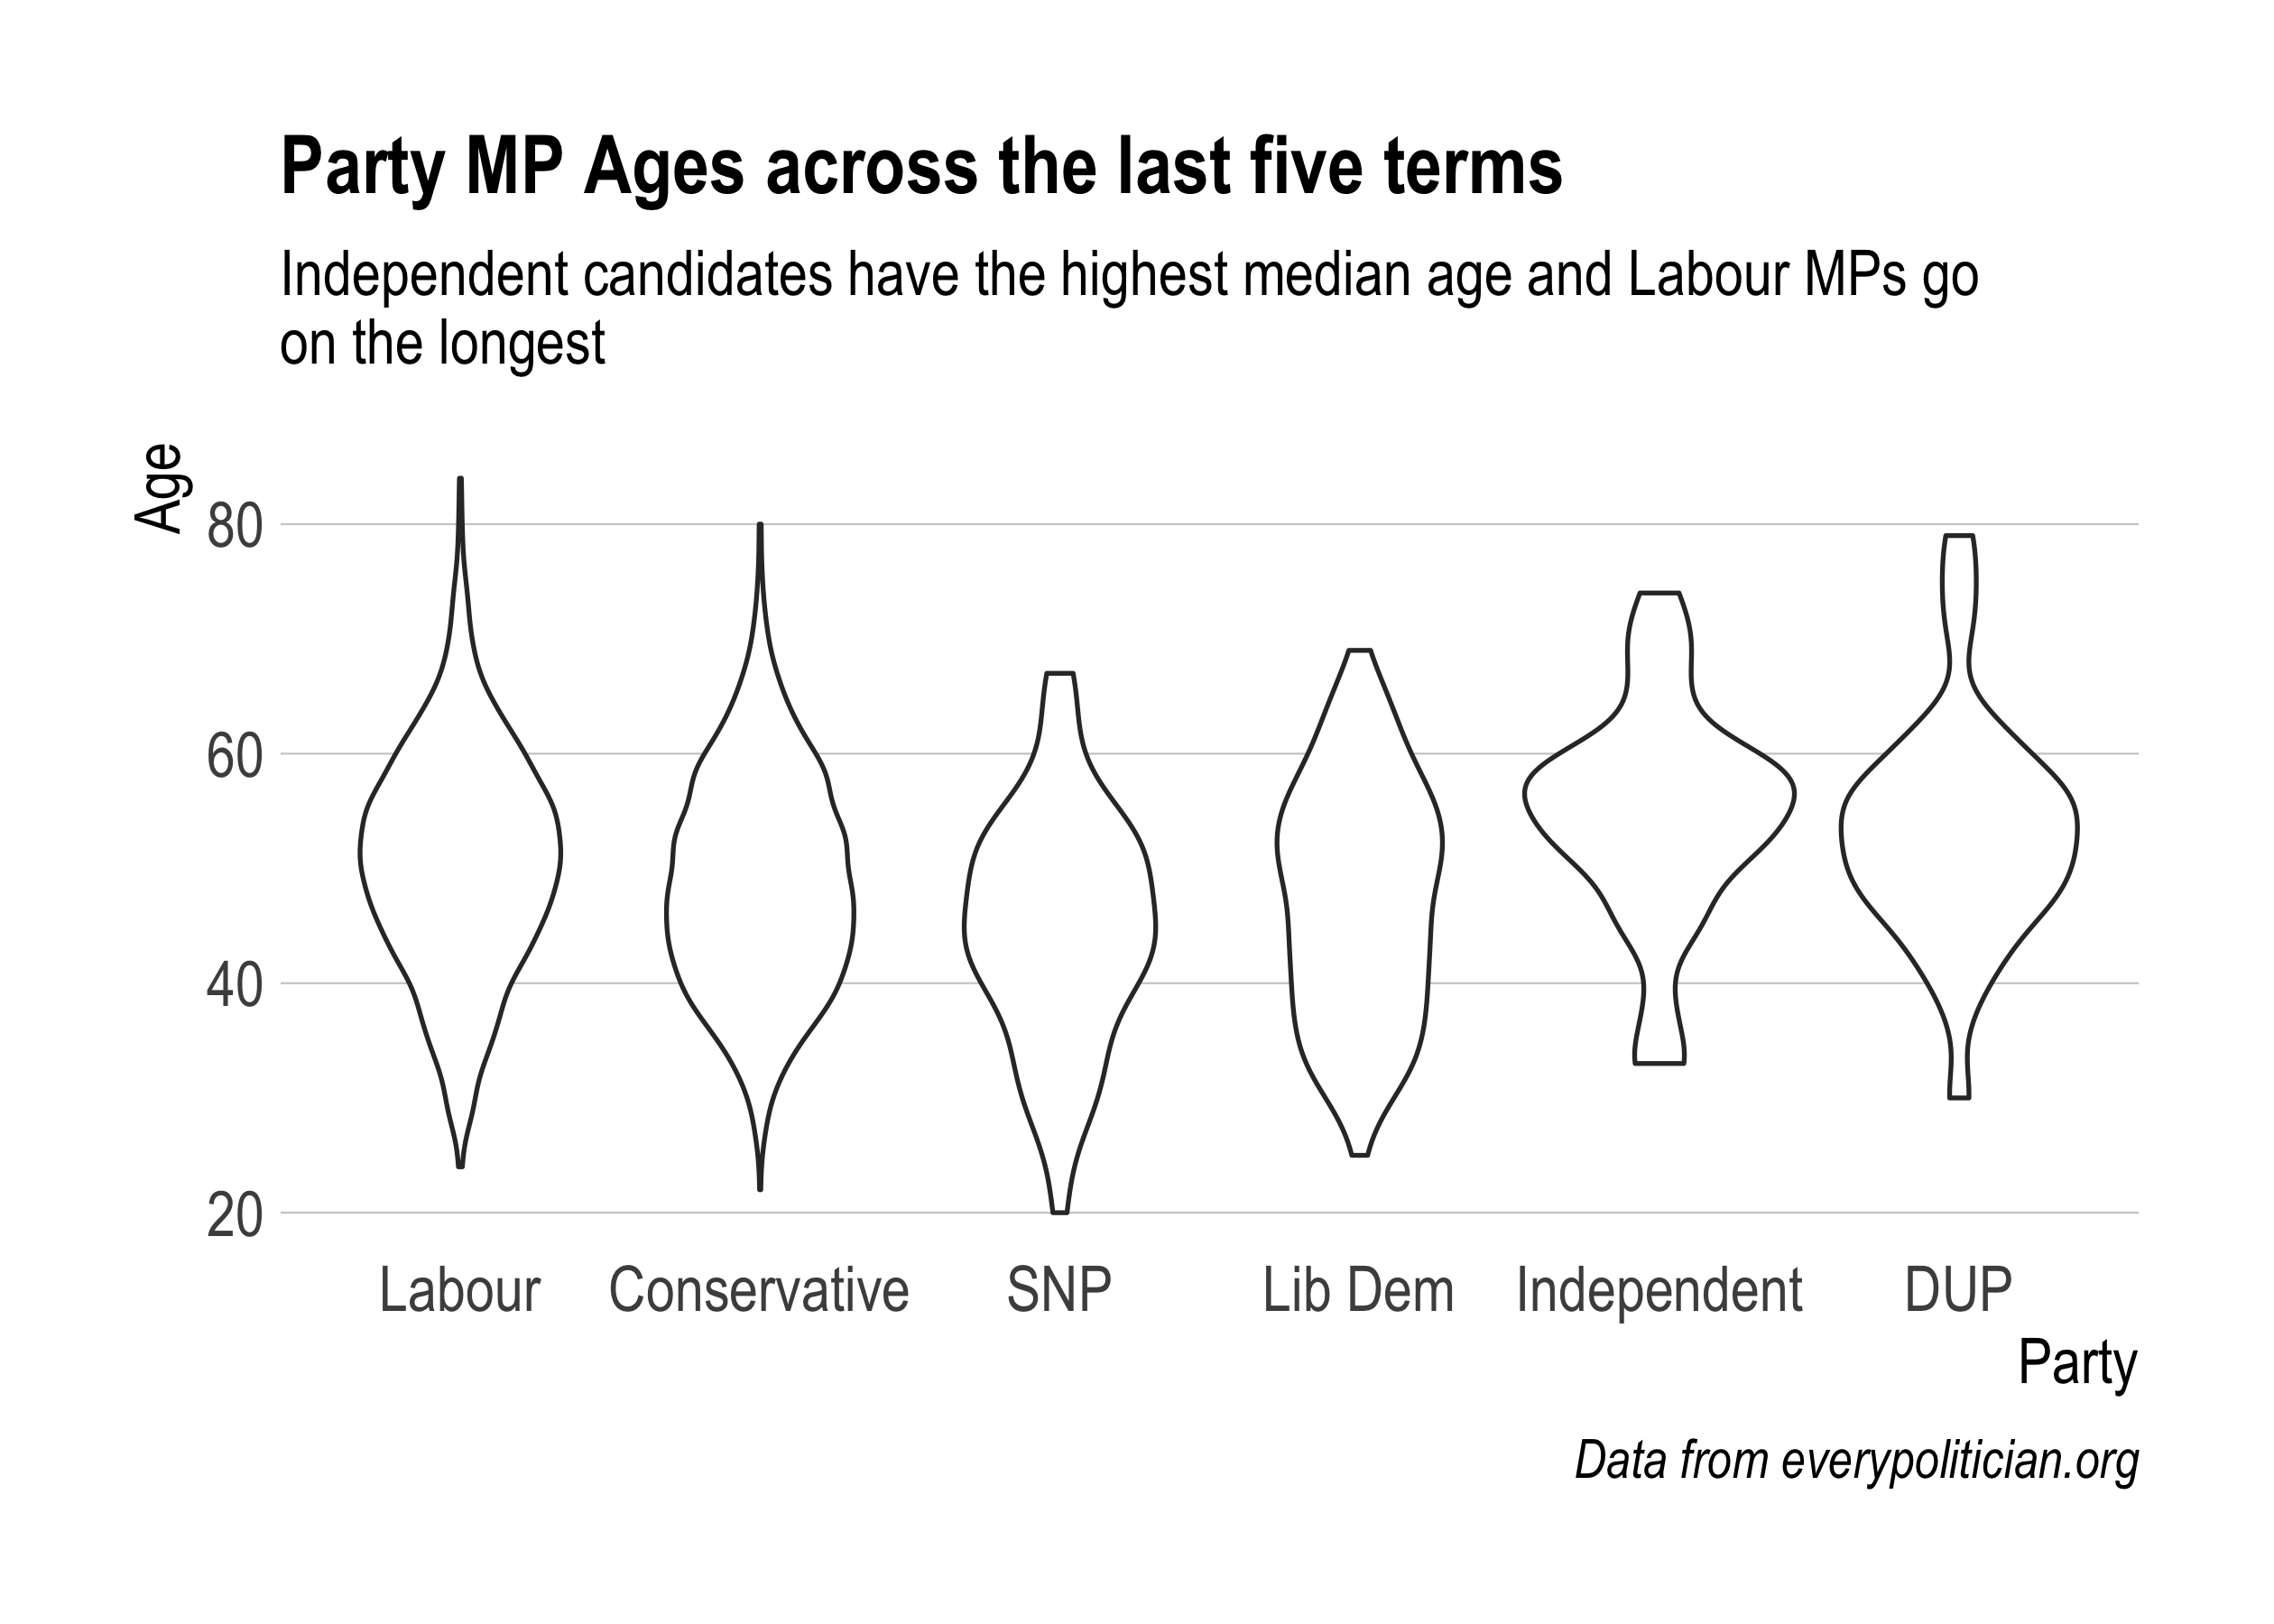 Party MP Ages across the last five terms
Independent candidates have the highest median age and Labour MPs go
on the longest
Age
80
60
40
20
Labour Conservative SNP Lib Dem Independent DUP
Party
Data from everypolitician.org